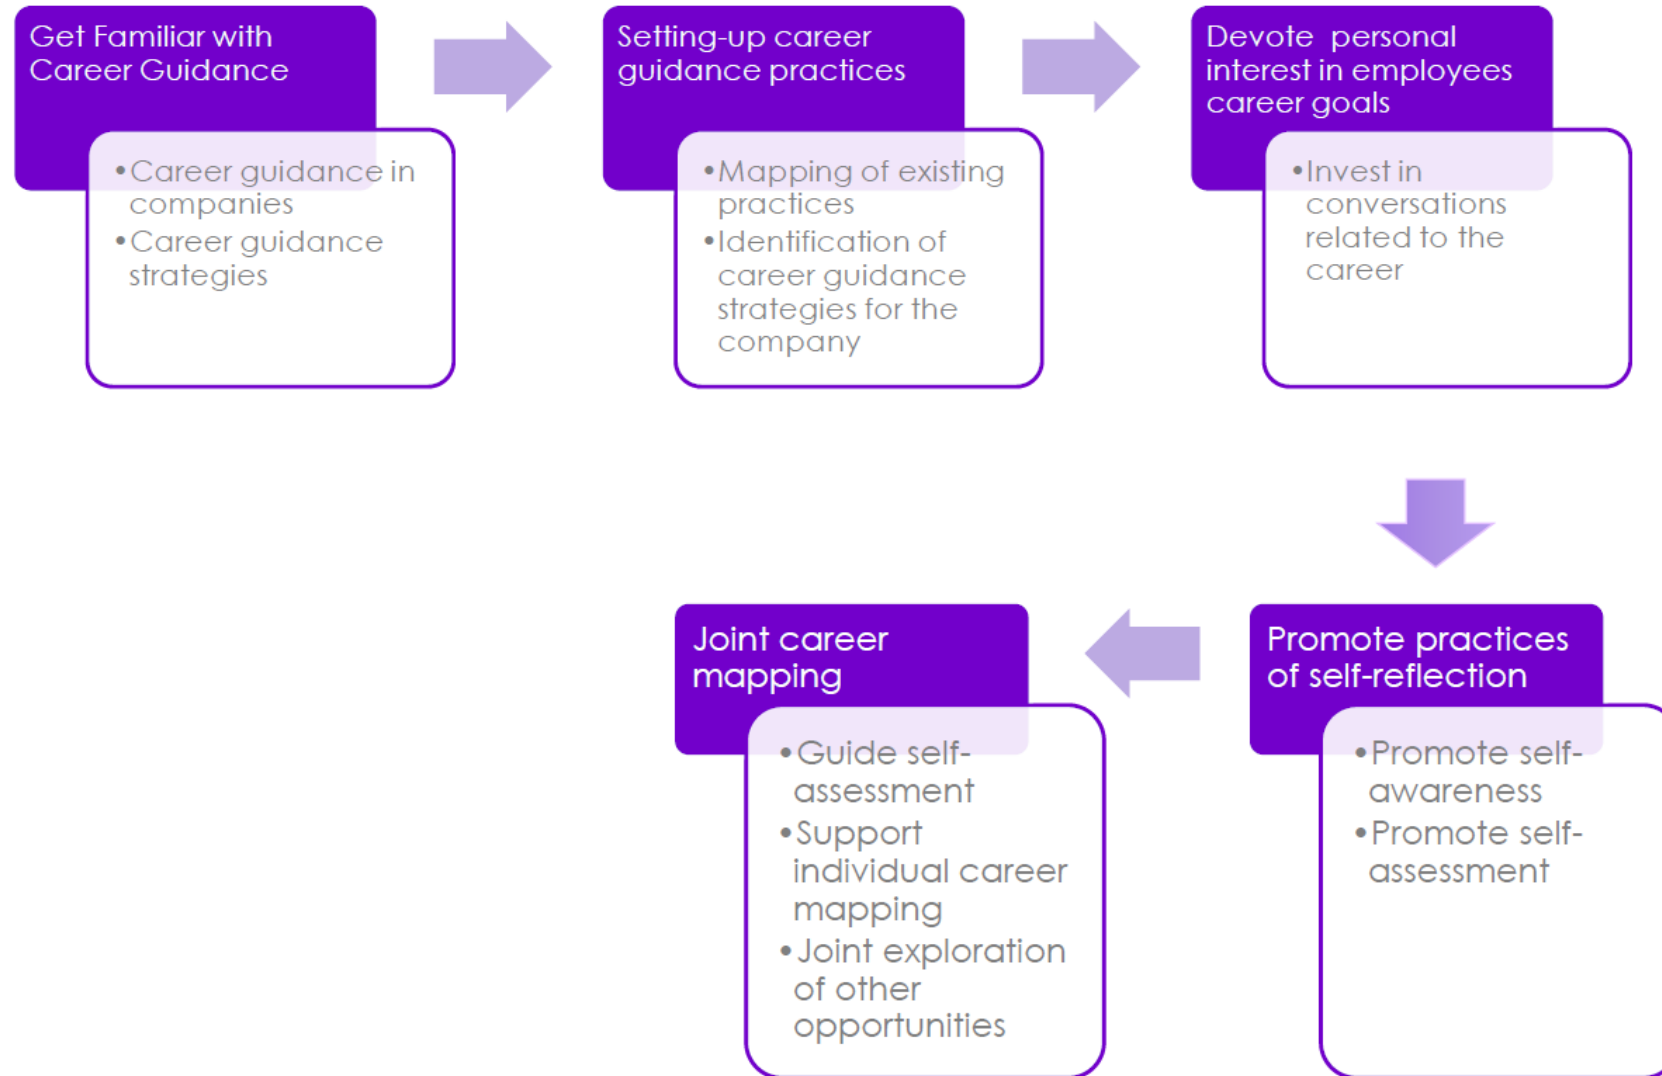 Get Familiar with
Career Guidance
•Career guidance in
companies
•Career guidance
strategies
Setting-up career
guidance practices
•Mapping of existing
practices
•Identification of
career guidance
strategies for the
company
Devote personal
interest in employees
career goals
•Invest in
conversations
related to the
career
Promote practices
of self-reflection
•Promote self-
awareness
•Promote self-
assessment
Joint career
mapping
•Guide self-
assessment
•Support
individual career
mapping
•Joint exploration
of other
opportunities